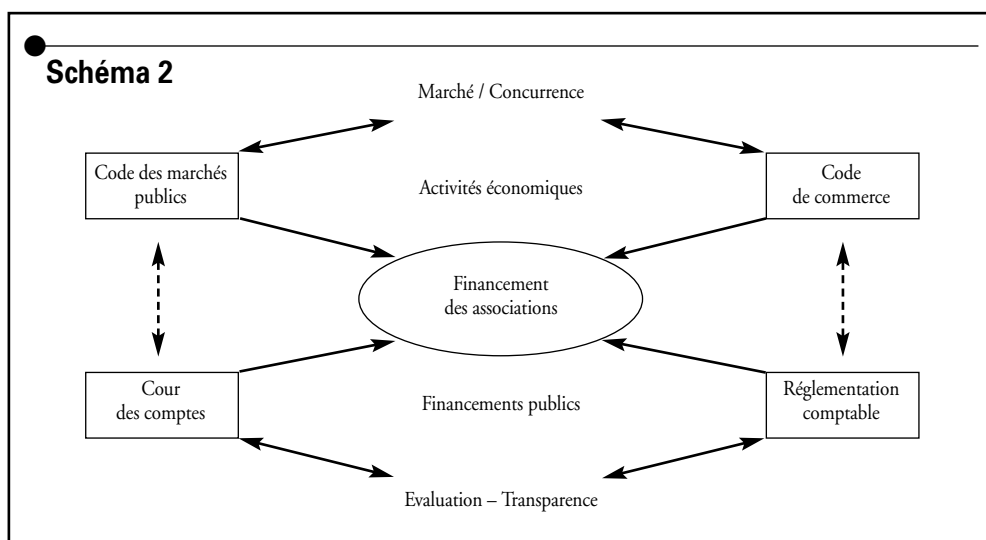 Schéma 2
Marché / Concurrence
Code des marchés
publics
Activités économiques
Code
de commerce
Financement
des associations
Cour
des comptes
Financements publics
Réglementation
comptable
Evaluation – Transparence